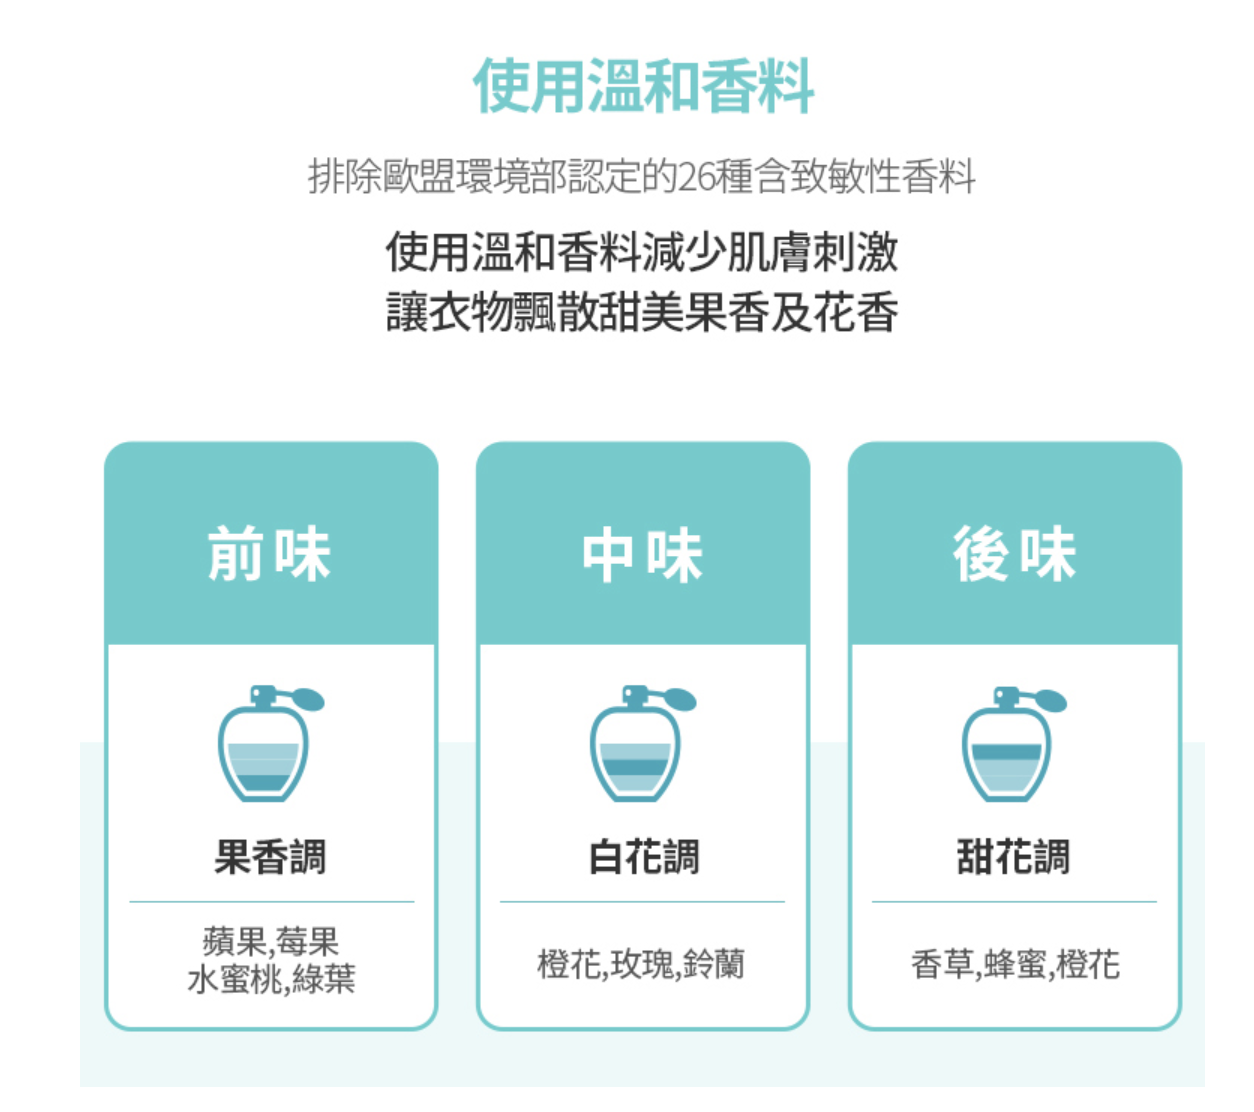 使用溫和香料
排除歐盟環境部認定的26種含致敏性香料
使用溫和香料減少肌膚刺激
讓衣物飄散甜美果香及花香
前味
果香調
蘋果,莓果
水蜜桃,綠葉
中味
白花調
橙花,玫瑰,鈴蘭
後味
甜花調
香草,蜂蜜,橙花